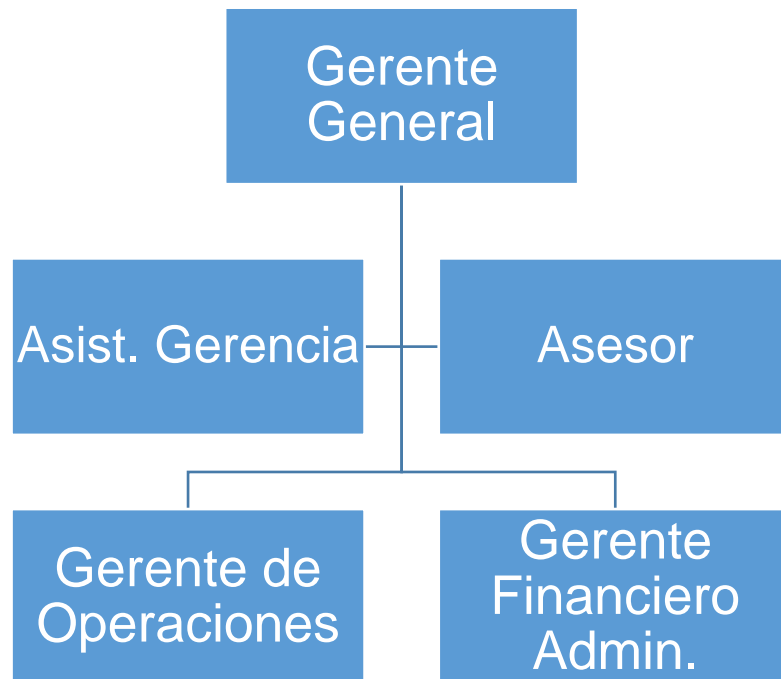 Gerente
General
Asist. Gerencia
Asesor
Gerente de
Operaciones
Gerente
Financiero
Admin.